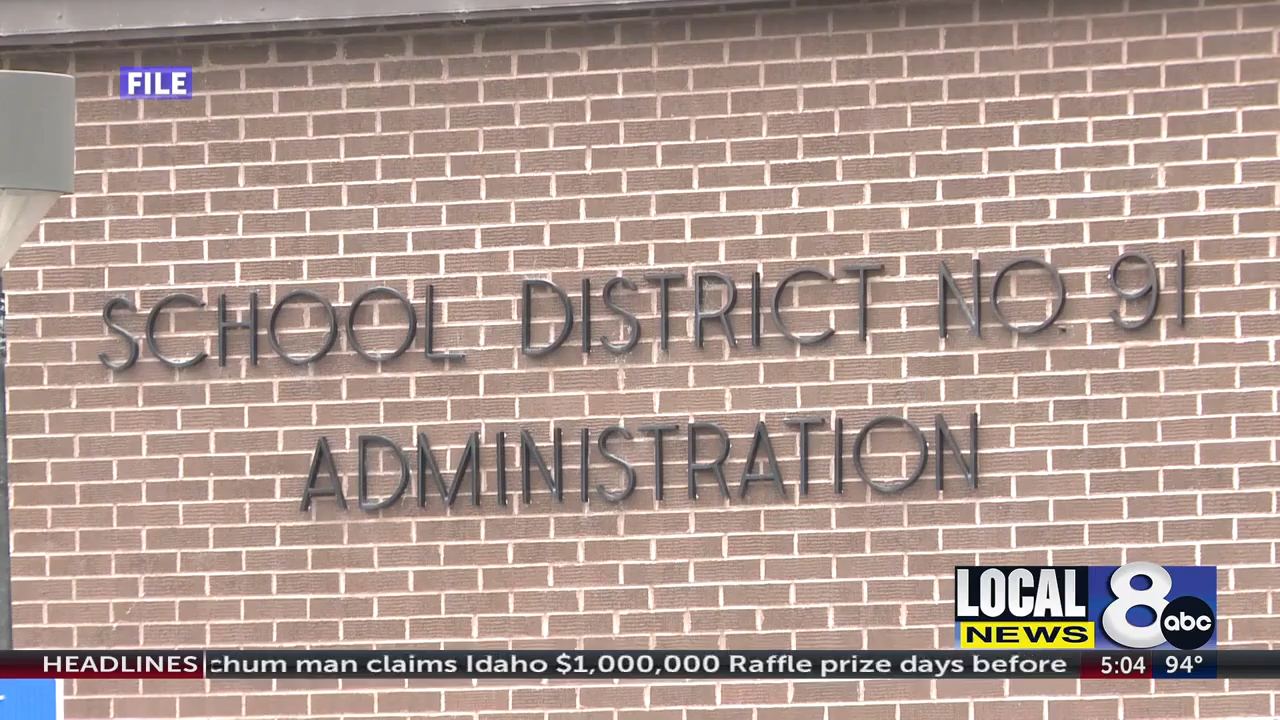 FILE
SCHOOL DISTRICT NO. 91
ADMINISTRATION
LOCAL
NEWS
8
abc
HEADLINES
chum man claims Idaho $1,000,000 Raffle prize days before
5:04 94°